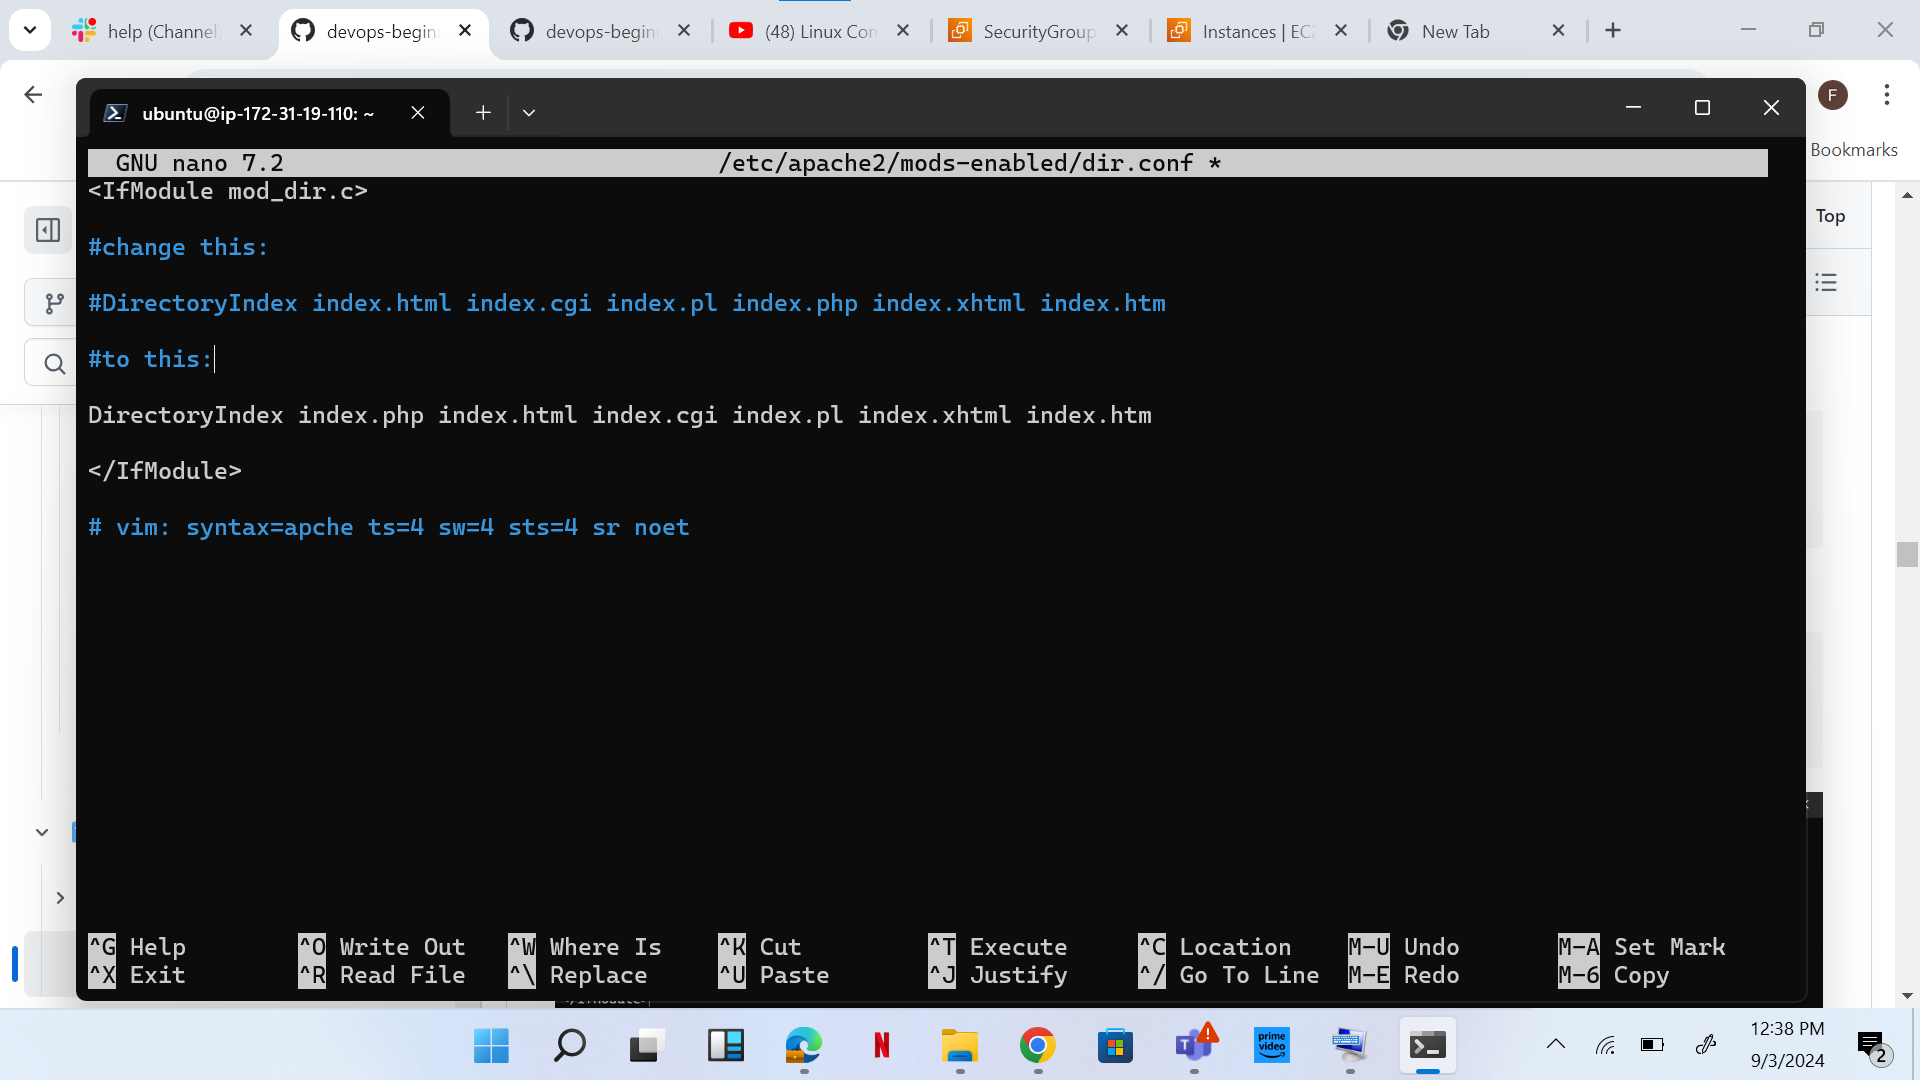 help (Channel
devops-begin
devops-begin
(48) Linux Con
SecurityGroup
Instances | EC2
New Tab
ubuntu@ip-172-31-19-110: ~
F
Bookmarks
GNU nano 7.2 /etc/apache2/mods-enabled/dir.conf *
<IfModule mod_dir.c>
#change this:
#DirectoryIndex index.html index.cgi index.pl index.php index.xhtml index.htm
#to this:
DirectoryIndex index.php index.html index.cgi index.pl index.xhtml index.htm
</IfModule>
# vim: syntax=apche ts=4 sw=4 sts=4 sr noet
Top
^G Help ^O Write Out ^W Where Is ^K Cut ^T Execute ^C Location M-U Undo M-A Set Mark
^X Exit ^R Read File ^\ Replace ^U Paste ^J Justify ^/ Go To Line M-E Redo M-6 Copy
N
prime video
12:38 PM
9/3/2024
2